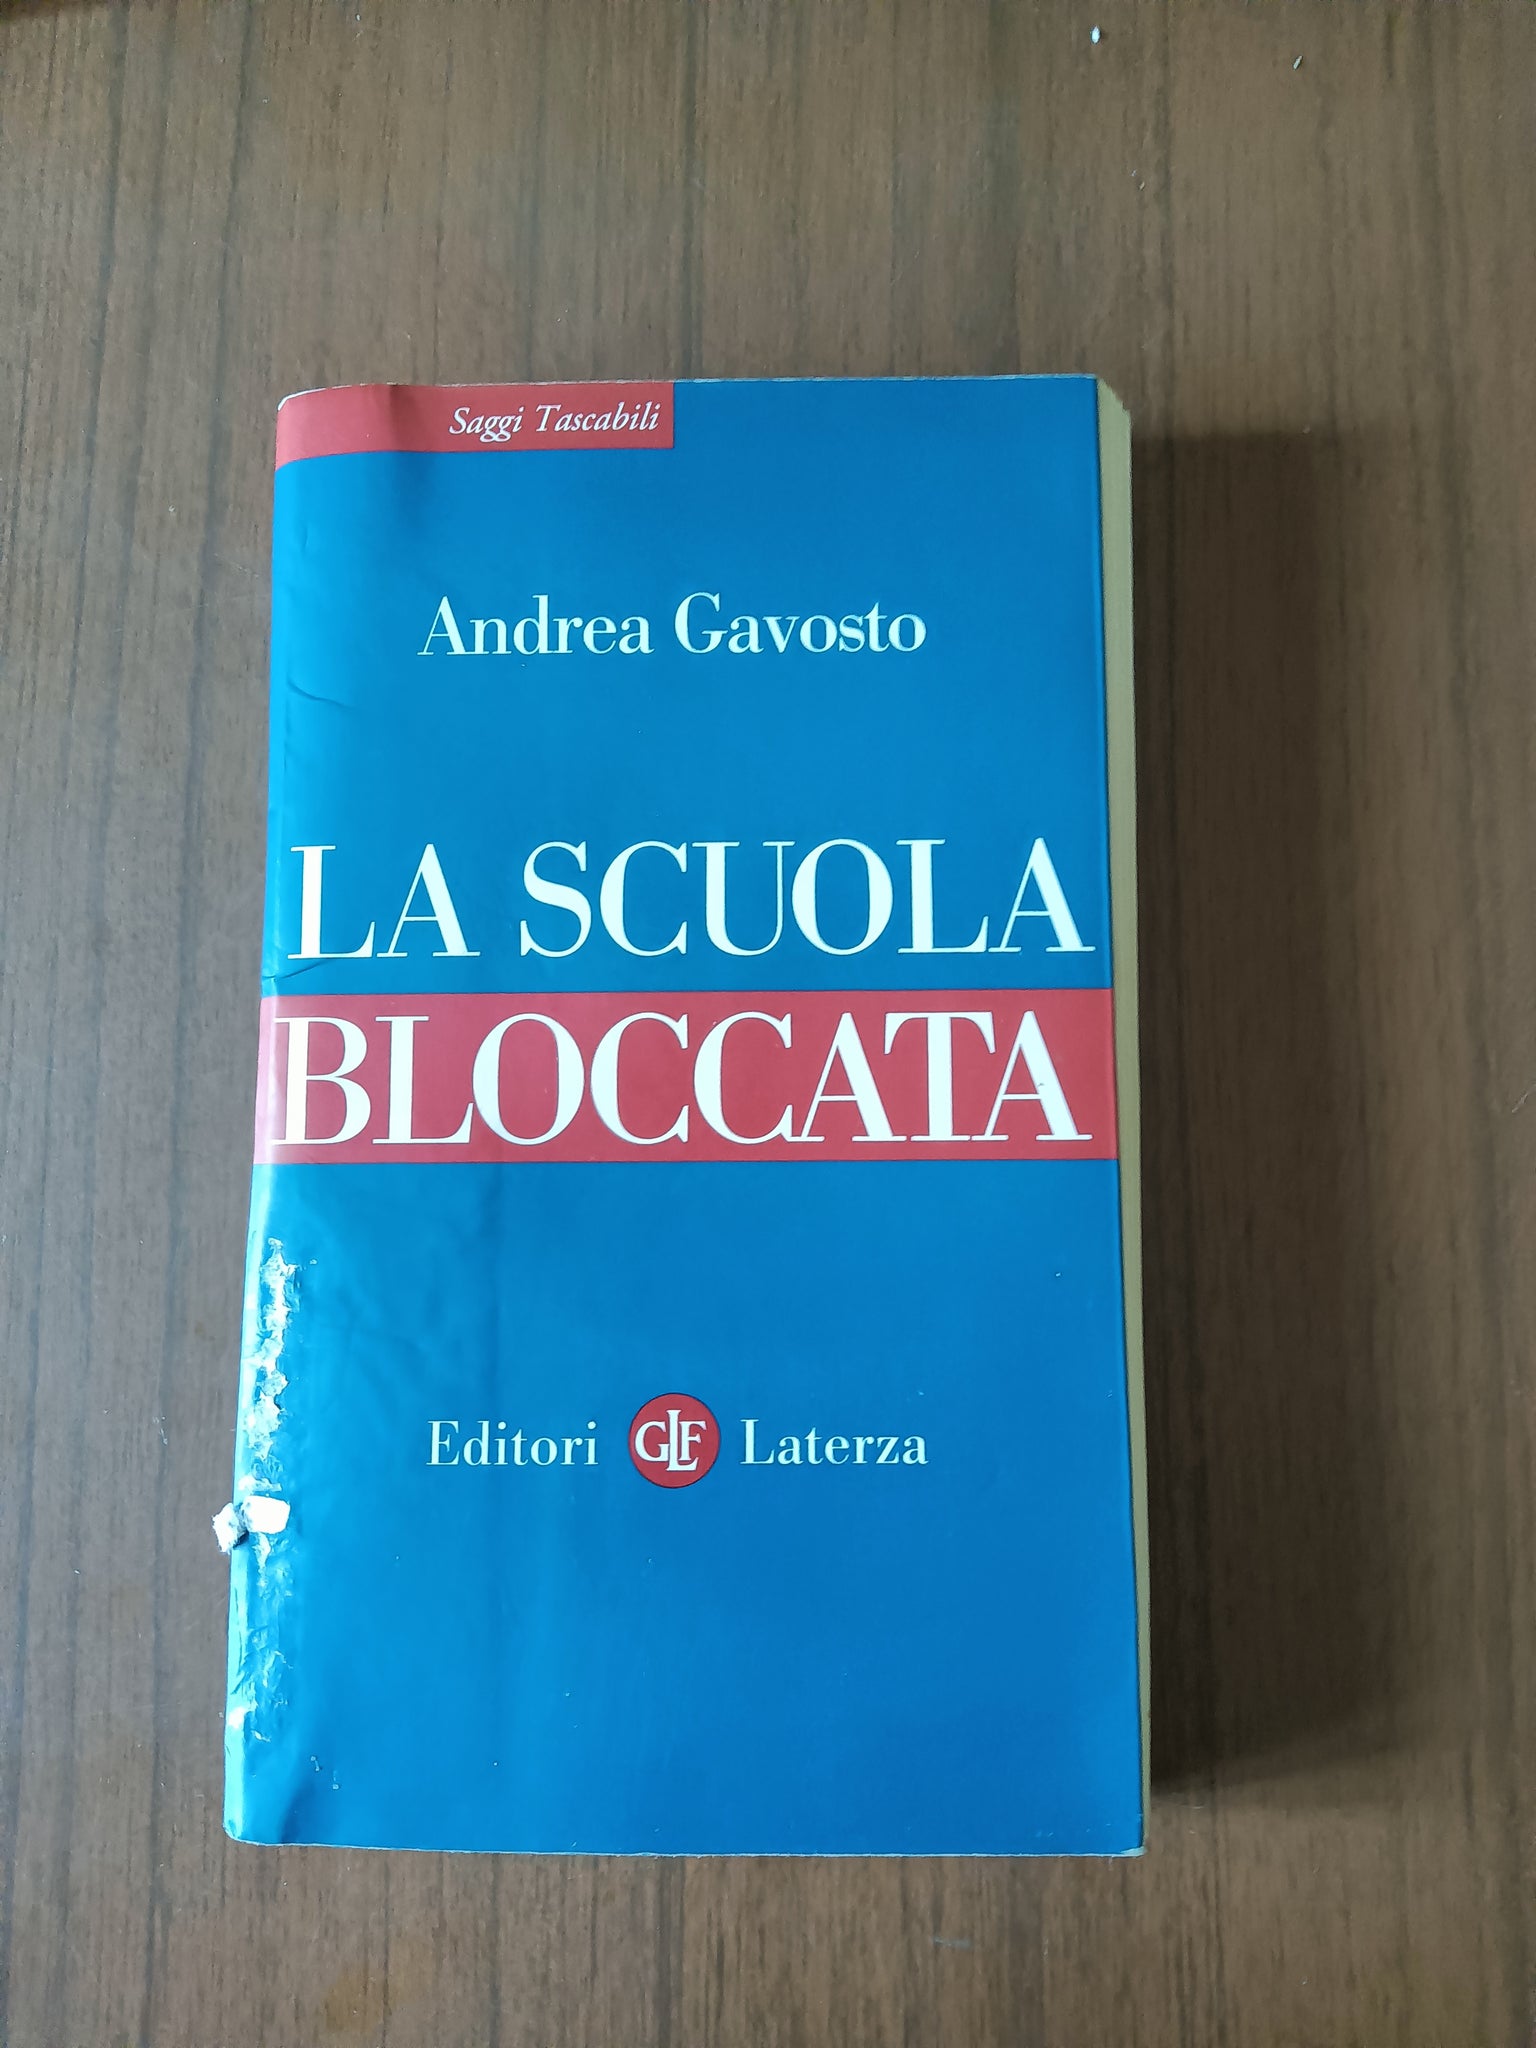 Saggi Tascabili
Andrea Gavosto
LA SCUOLA
BLOCCATA
Editori GLF Laterza